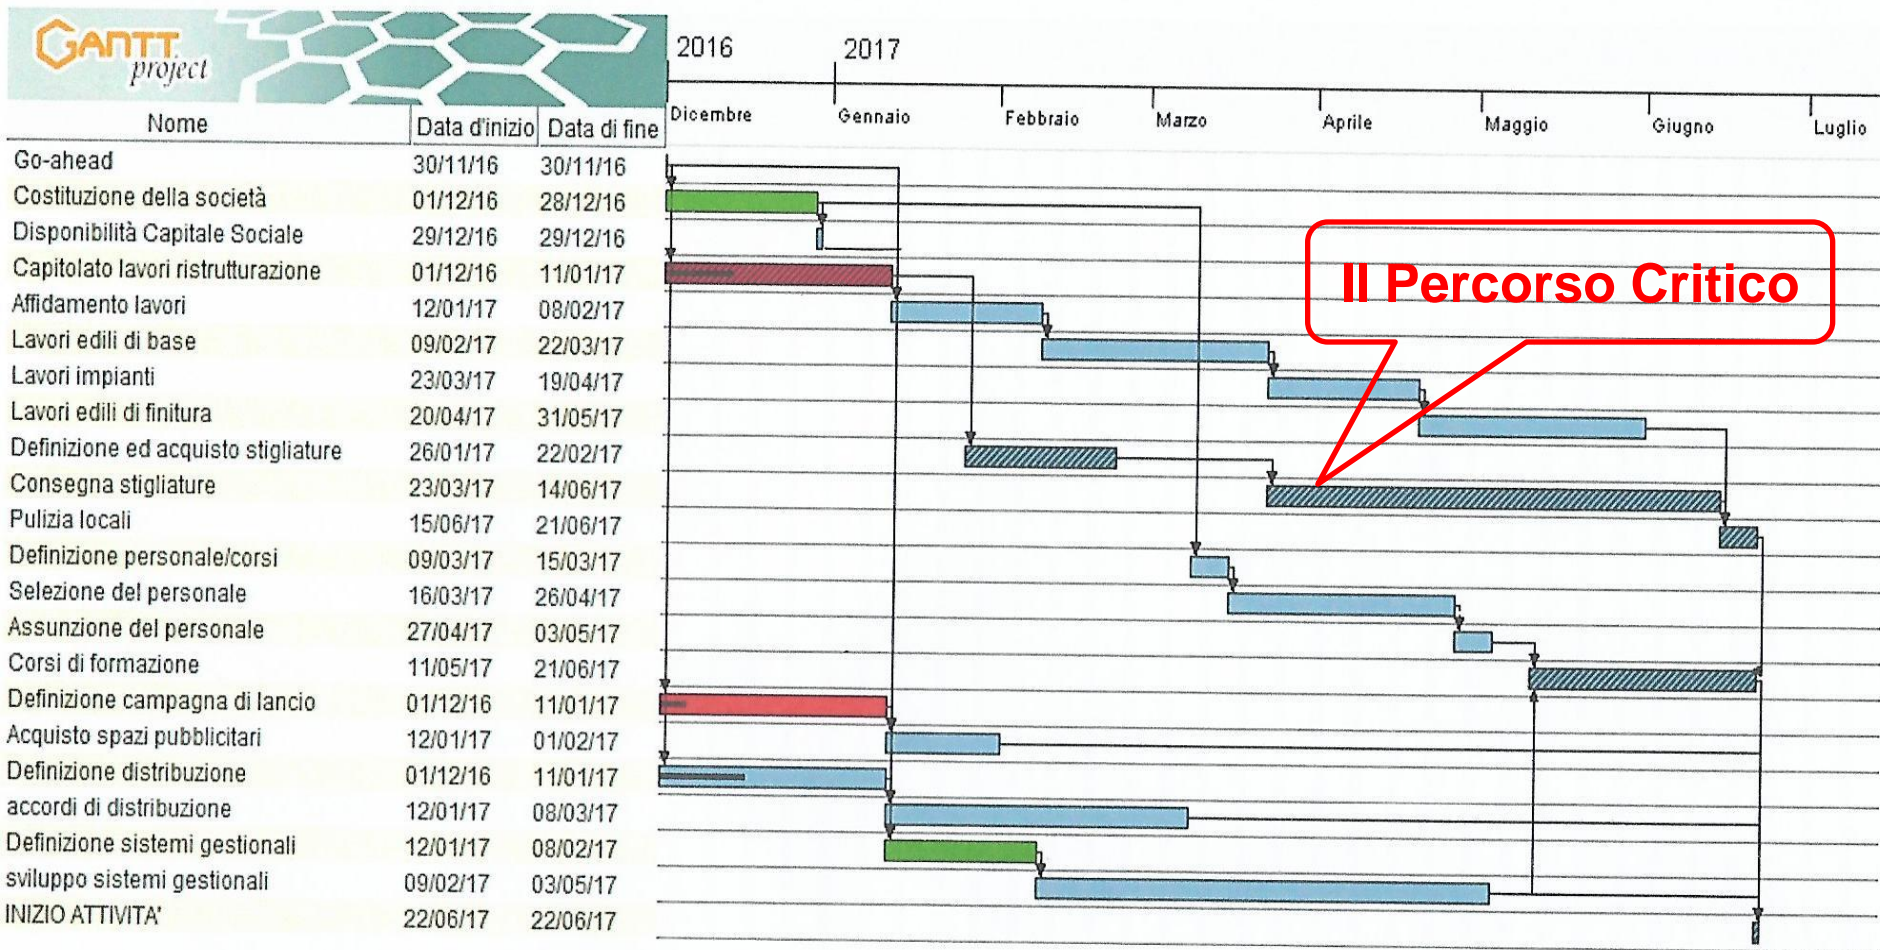 GANTT
project
2016 2017
Dicembre Gennaio Febbraio Marzo Aprile Maggio Giugno Luglio
Nome Data d'inizio Data di fine
Go-ahead 30/11/16 30/11/16
Costituzione della società 01/12/16 28/12/16
Disponibilità Capitale Sociale 29/12/16 29/12/16
Capitolato lavori ristrutturazione 01/12/16 11/01/17
Affidamento lavori 12/01/17 08/02/17
Lavori edili di base 09/02/17 22/03/17
Lavori impianti 23/03/17 19/04/17
Lavori edili di finitura 20/04/17 31/05/17
Definizione ed acquisto stigliature 26/01/17 22/02/17
Consegna stigliature 23/03/17 14/06/17
Pulizia locali 15/06/17 21/06/17
Definizione personale/corsi 09/03/17 15/03/17
Selezione del personale 16/03/17 26/04/17
Assunzione del personale 27/04/17 03/05/17
Corsi di formazione 11/05/17 21/06/17
Definizione campagna di lancio 01/12/16 11/01/17
Acquisto spazi pubblicitari 12/01/17 01/02/17
Definizione distribuzione 01/12/16 11/01/17
accordi di distribuzione 12/01/17 08/03/17
Definizione sistemi gestionali 12/01/17 08/02/17
sviluppo sistemi gestionali 09/02/17 03/05/17
INIZIO ATTIVITA' 22/06/17 22/06/17
Il Percorso Critico